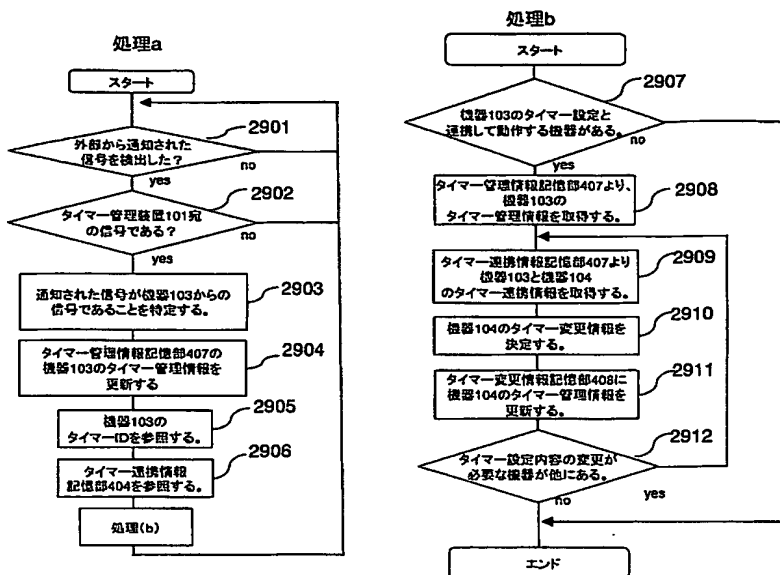 処理a
スタート
外部から通知された
信号を検出した?
2901
no
yes
2902
タイマー管理装置101宛
の信号である?
no
yes
2903
通知された信号が機器103からの
信号であることを特定する。
2904
タイマー管理情報記憶部407の
機器103のタイマー管理情報を
更新する
2905
機器103の
タイマーIDを参照する。
2906
タイマー連携情報
記憶部404を参照する。
処理(b)
処理b
スタート
2907
機器103のタイマー設定と
連携して動作する機器がある。
no
yes
2908
タイマー管理情報記憶部407より、
機器103の
タイマー管理情報を取得する。
2909
タイマー連携情報記憶部407より
機器103と機器104
のタイマー連携情報を取得する。
2910
機器104のタイマー変更情報を
決定する。
2911
タイマー変更情報記憶部408に
機器104のタイマー管理情報を
更新する。
2912
タイマー設定内容の変更が
必要な機器が他にある。
yes
no
エンド